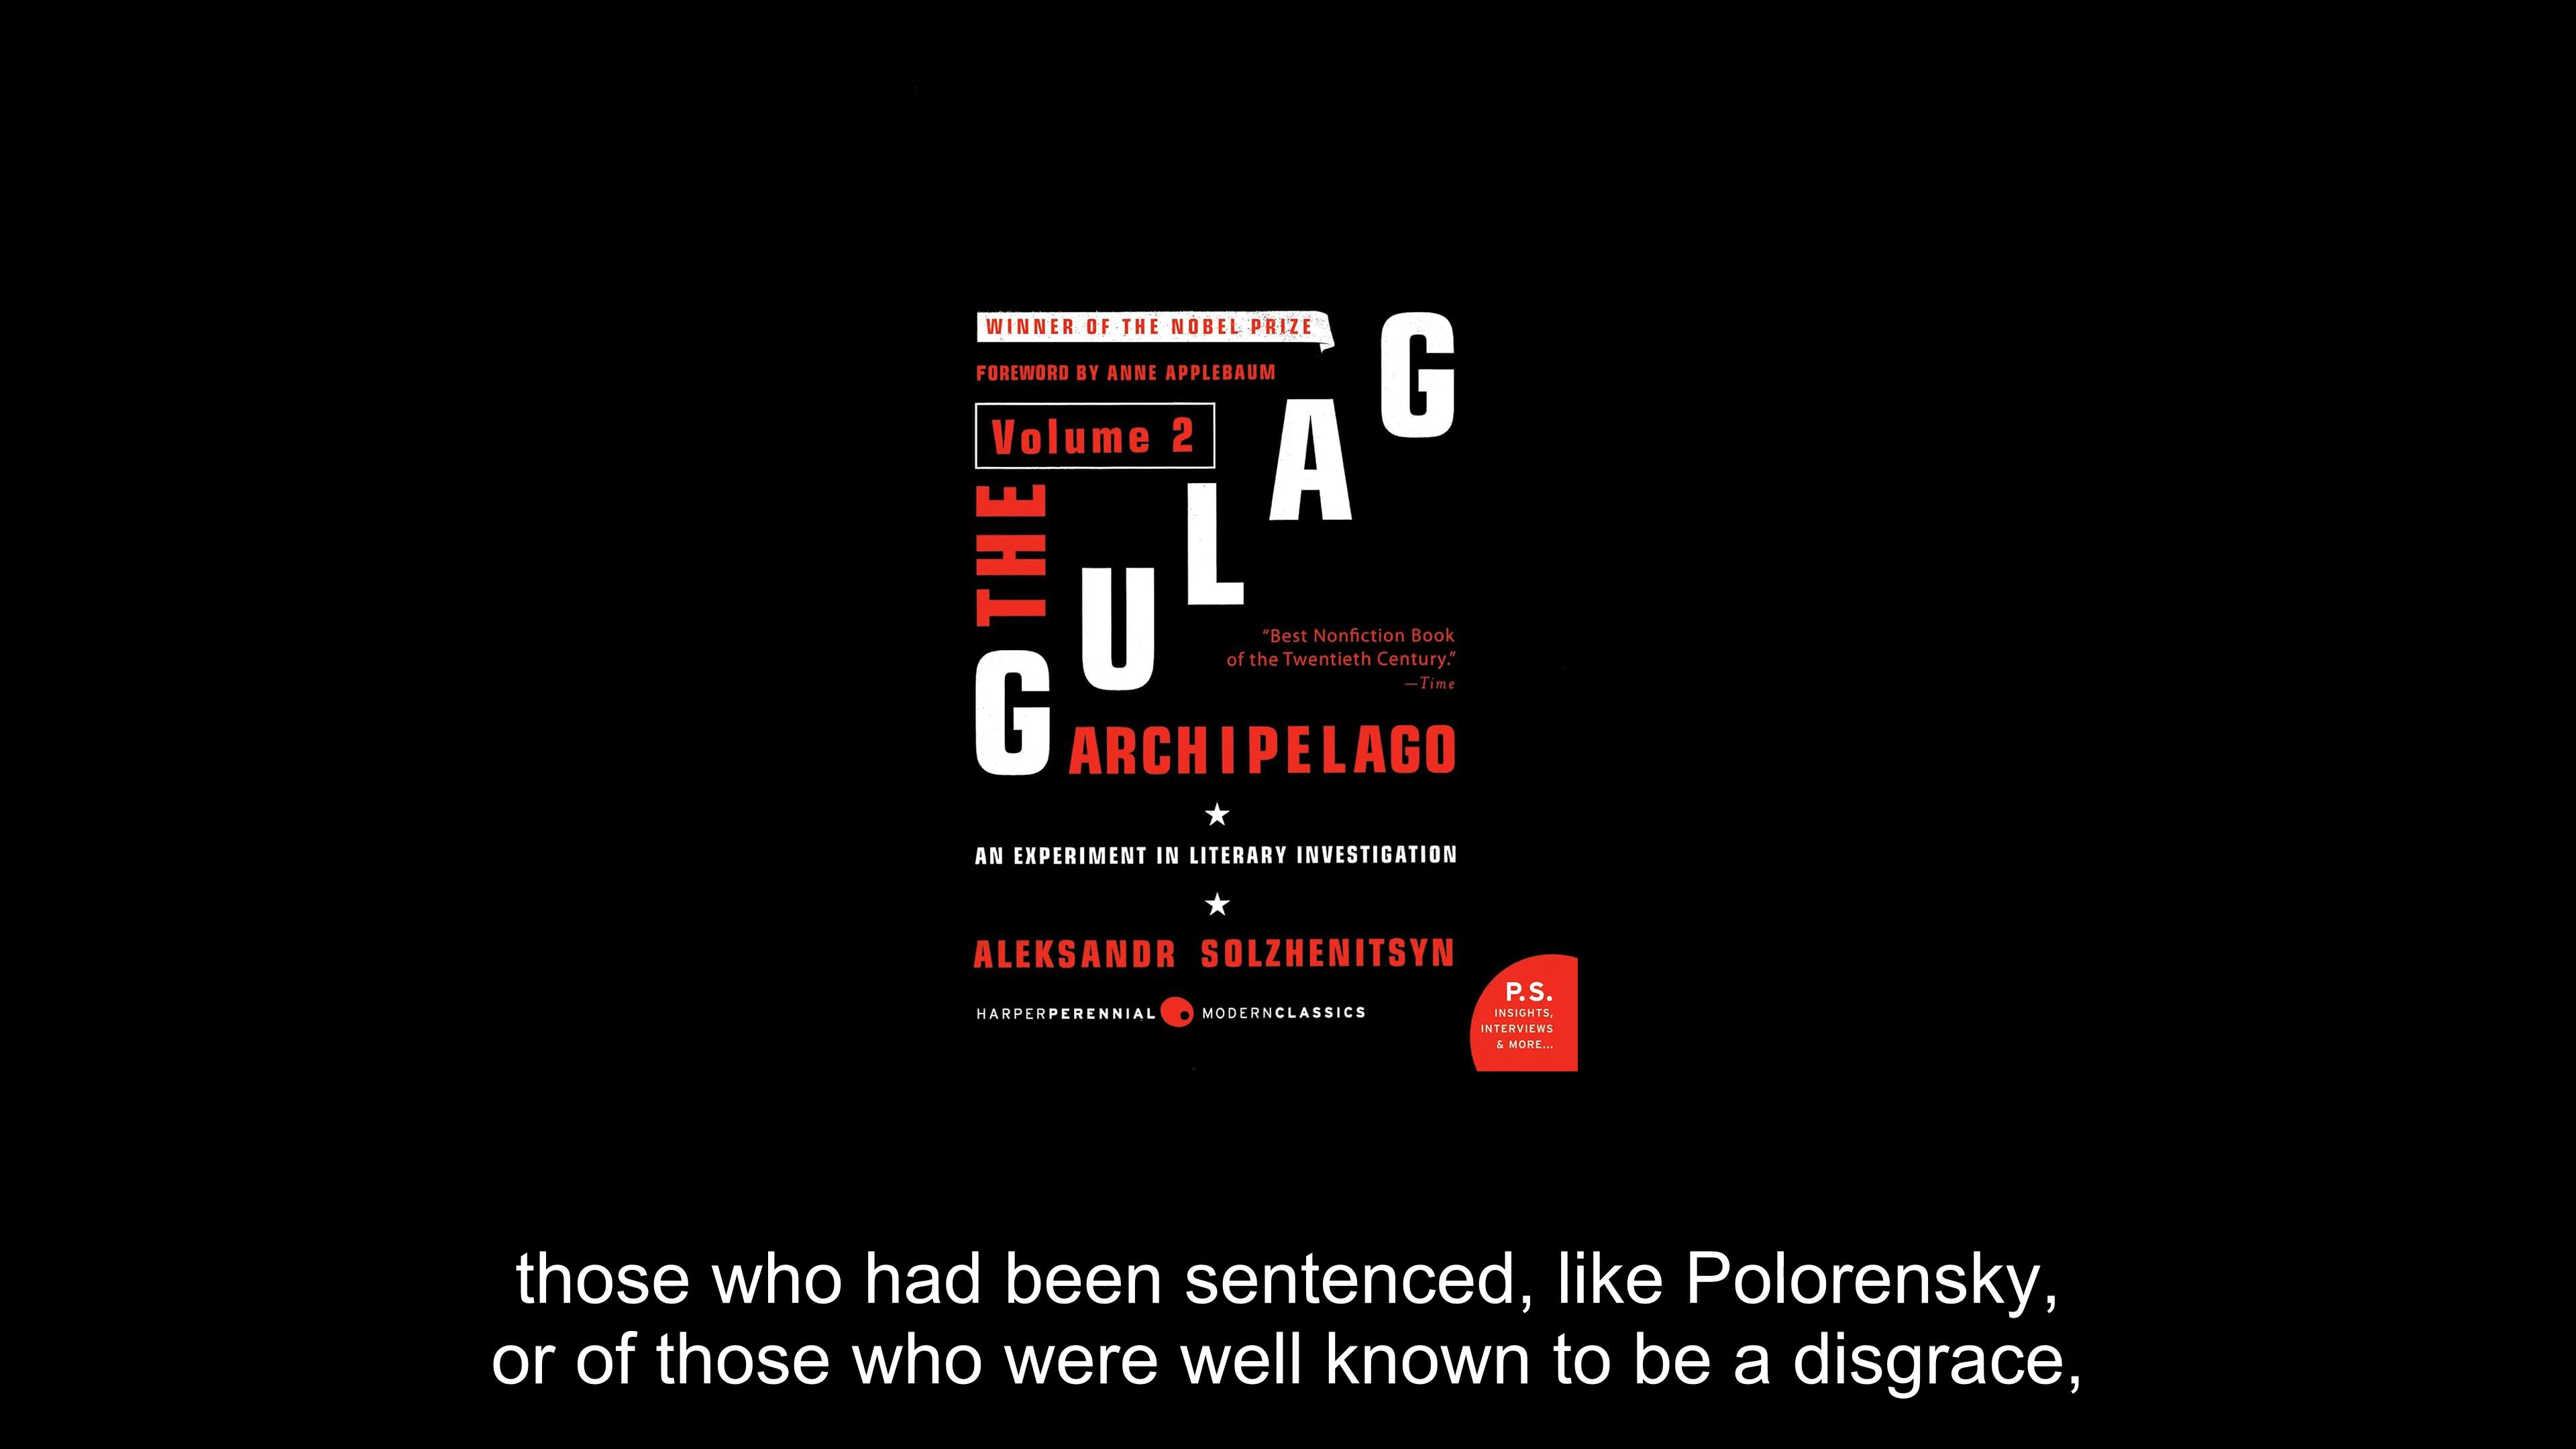 WINNER OF THE NOBEL PRIZE
FOREWORD BY ANNE APPLEBAUM
Volume 2
THE
GULAG
"Best Nonfiction Book
of the Twentieth Century."
—Time
ARCHIPELAGO
AN EXPERIMENT IN LITERARY INVESTIGATION
ALEKSANDR SOLZHENITSYN
HARPERPERENNIAL MODERNCLASSICS
P.S.
INSIGHTS,
INTERVIEWS
& MORE...
those who had been sentenced, like Polorensky,
or of those who were well known to be a disgrace,